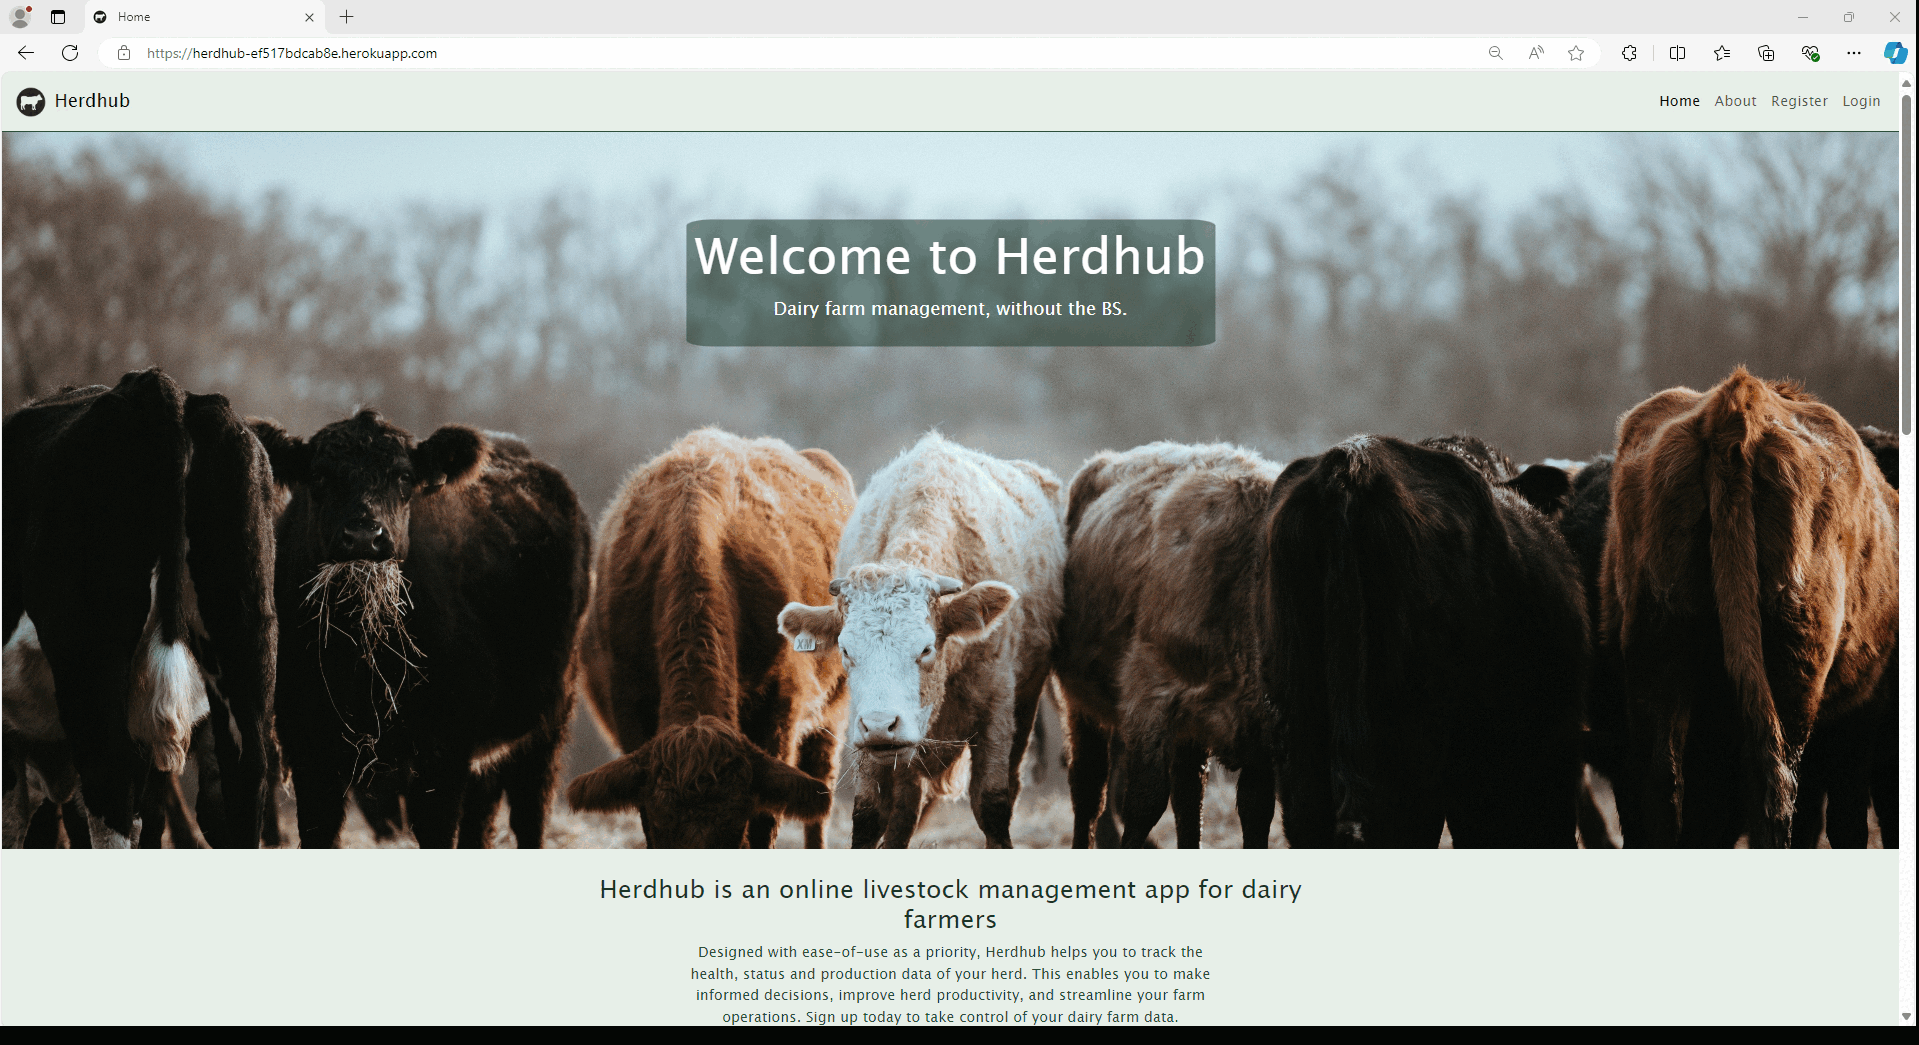 Home
https://herdhub-ef517bdcab8e.herokuapp.com
Herdhub
Home About Register Login
Welcome to Herdhub
Dairy farm management, without the BS.
XM
Herdhub is an online livestock management app for dairy
farmers
Designed with ease-of-use as a priority, Herdhub helps you to track the
health, status and production data of your herd. This enables you to make
informed decisions, improve herd productivity, and streamline your farm
operations. Sign up today to take control of your dairy farm data.